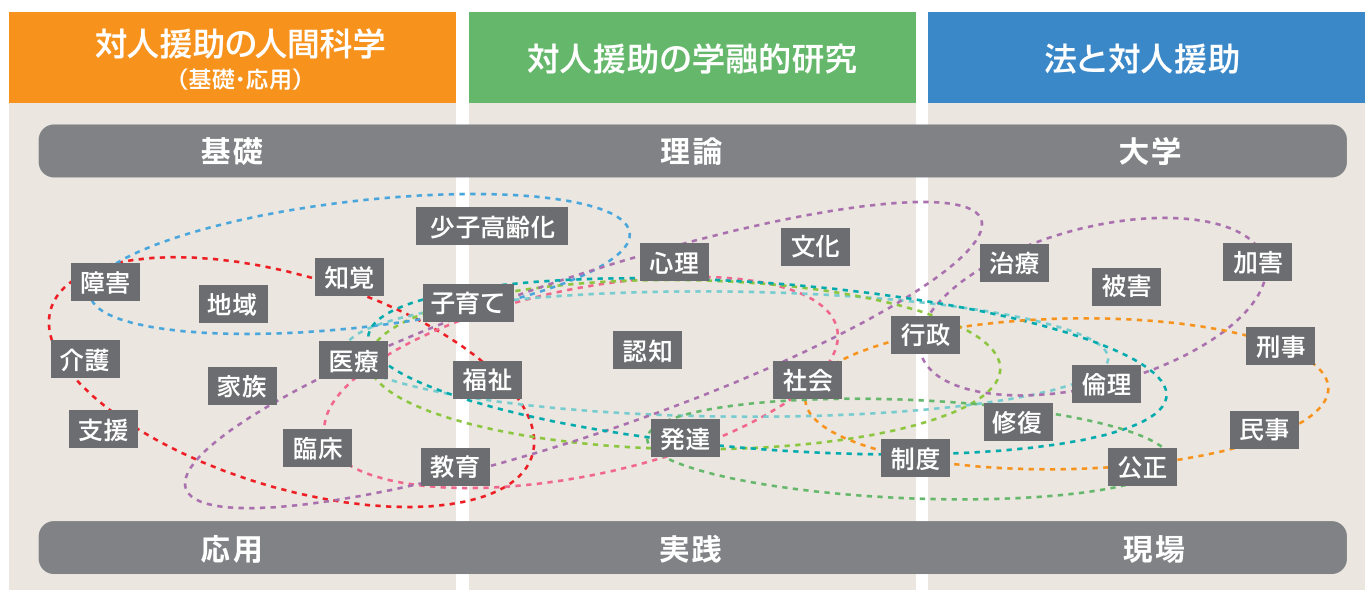 対人援助の人間科学
（基礎・応用）
対人援助の学融的研究
法と対人援助
基礎
理論
大学
少子高齢化
文化
心理
治療
加害
障害
知覚
被害
地域
子育て
行政
認知
刑事
介護
医療
家族
福祉
社会
倫理
支援
修復
民事
臨床
発達
教育
制度
公正
応用
実践
現場